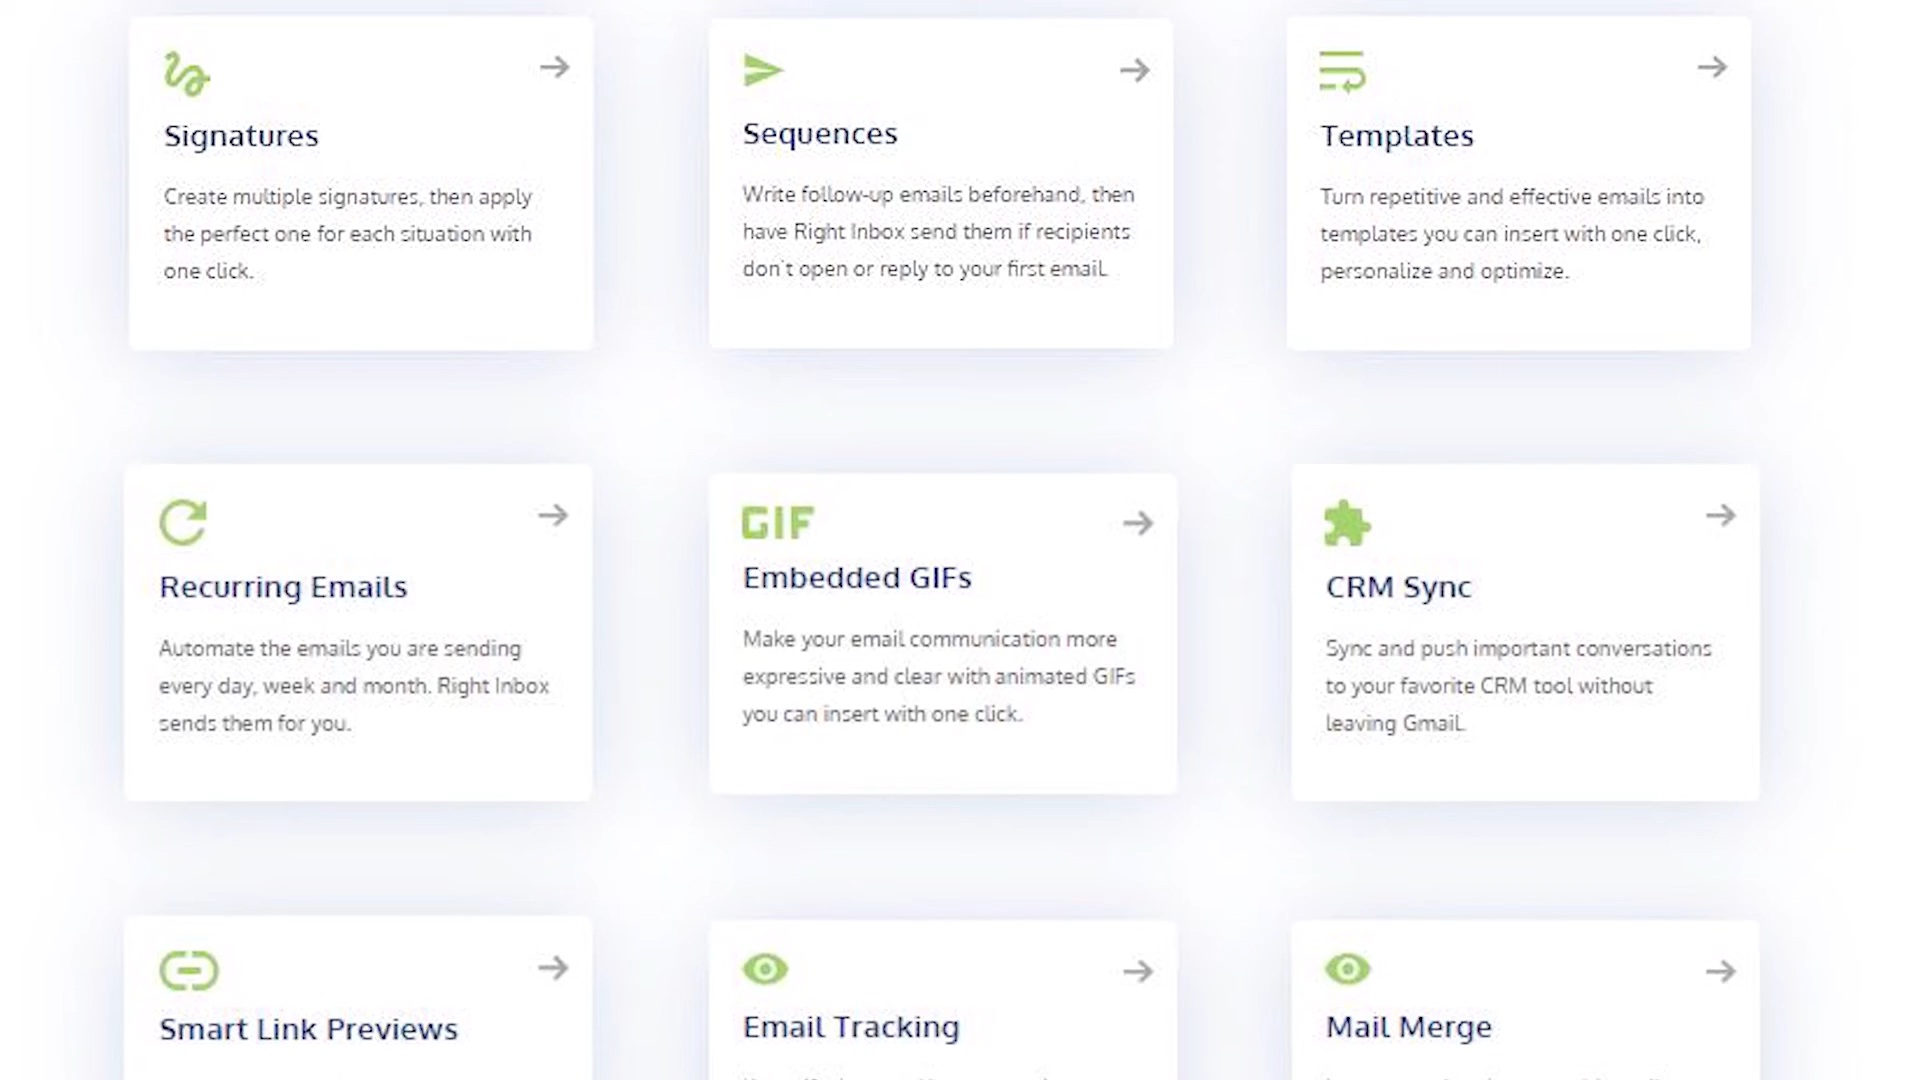 Signatures
Create multiple signatures, then apply
the perfect one for each situation with
one click.
Sequences
Write follow-up emails beforehand, then
have Right Inbox send them if recipients
don't open or reply to your first email.
Templates
Turn repetitive and effective emails into
templates you can insert with one click,
personalize and optimize.
Recurring Emails
Automate the emails you are sending
every day, week and month. Right Inbox
sends them for you.
GIF
Embedded GIFs
Make your email communication more
expressive and clear with animated GIFs
you can insert with one click.
CRM Sync
Sync and push important conversations
to your favorite CRM tool without
leaving Gmail.
Smart Link Previews
Email Tracking
Mail Merge